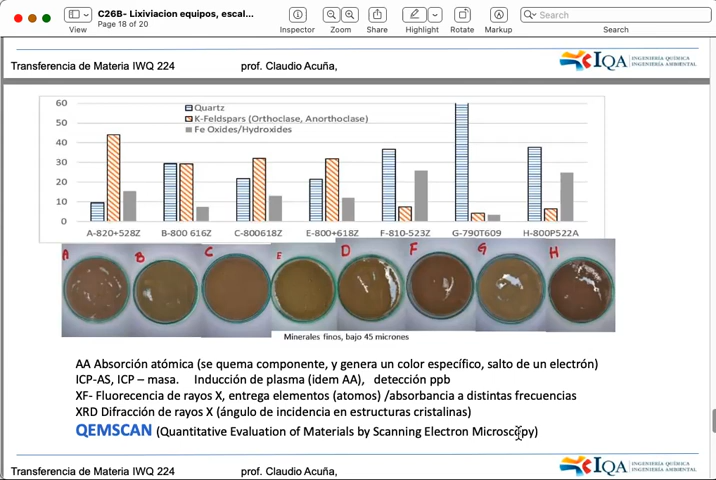 C26B- Lixiviacion equipos, escal...
Page 18 of 20
View
Inspector
Zoom
Share
Highlight
Rotate
Markup
Search
Search
Transferencia de Materia IWQ 224 prof. Claudio Acuña,
IQA INGENIERÍA QUÍMICA
INGENIERÍA AMBIENTAL
Quartz
K-Feldspars (Orthoclase, Anorthoclase)
Fe Oxides/Hydroxides
60
50
40
30
20
10
0
A-820+528Z B-800 616Z C-800618Z E-800+618Z F-810-523Z G-790T609 H-800P522A
A B C E D F G H
Minerales finos, bajo 45 micrones
AA Absorción atómica (se quema componente, y genera un color específico, salto de un electrón)
ICP-AS, ICP – masa. Inducción de plasma (idem AA), detección ppb
XF- Fluorecencia de rayos X, entrega elementos (atomos) /absorbancia a distintas frecuencias
XRD Difracción de rayos X (ángulo de incidencia en estructuras cristalinas)
QEMSCAN (Quantitative Evaluation of Materials by Scanning Electron Microscopy)
Transferencia de Materia IWQ 224 prof. Claudio Acuña,
IQA INGENIERÍA QUÍMICA
INGENIERÍA AMBIENTAL